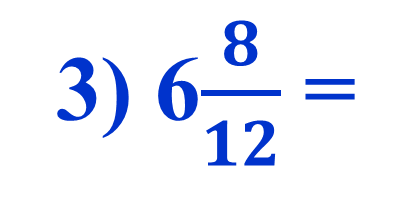 3) 6 8/12 =